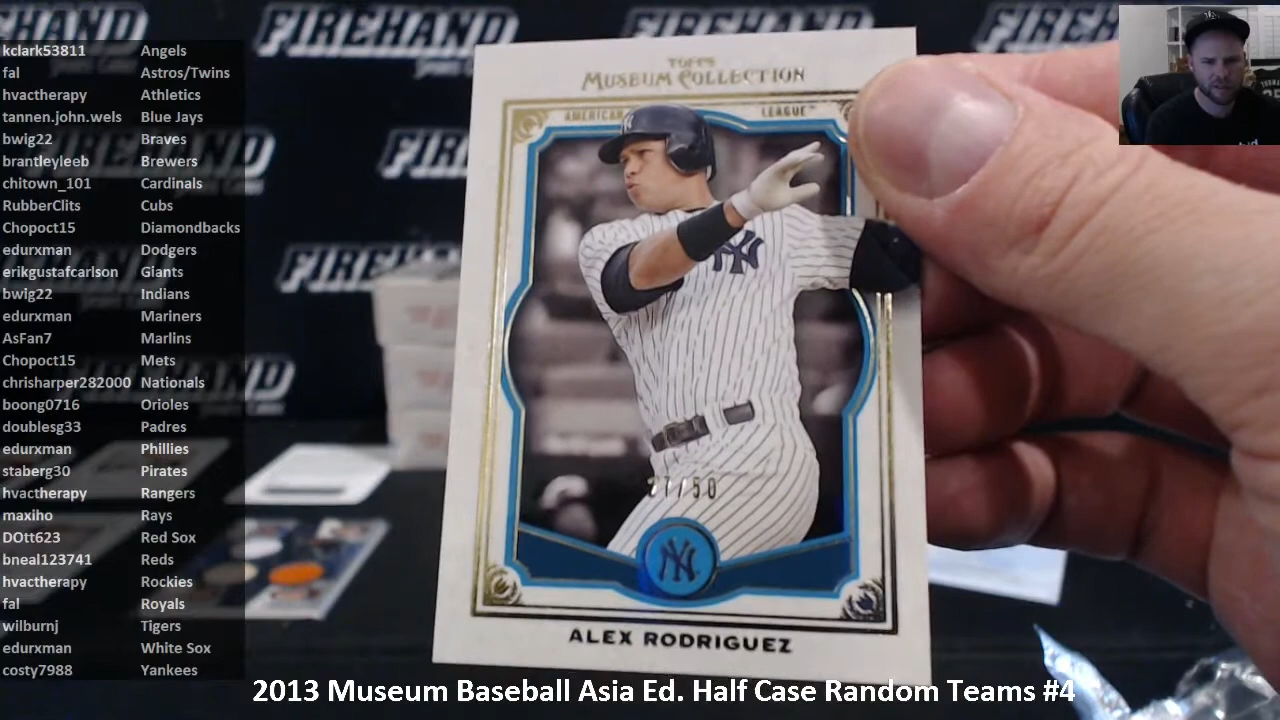 FIREHAND
FIREHAND
kclark53811 Angels
fal Astros/Twins
hvactherapy Athletics
tannen.john.wels Blue Jays
bwig22 Braves
brantleyleeb Brewers
chitown_101 Cardinals
RubberClits Cubs
Chopoct15 Diamondbacks
edurxman Dodgers
erikgustafcarlson Giants
bwig22 Indians
edurxman Mariners
AsFan7 Marlins
Chopoct15 Mets
chrisharper282000 Nationals
boong0716 Orioles
doublesg33 Padres
edurxman Phillies
staberg30 Pirates
hvactherapy Rangers
maxiho Rays
DOtt623 Red Sox
bneal123741 Reds
hvactherapy Rockies
fal Royals
wilburnj Tigers
edurxman White Sox
costy7988 Yankees
TOPPS
MUSEUM COLLECTION
AMERICAN LEAGUE
NY
/50
NY
ALEX RODRIGUEZ
2013 Museum Baseball Asia Ed. Half Case Random Teams #4